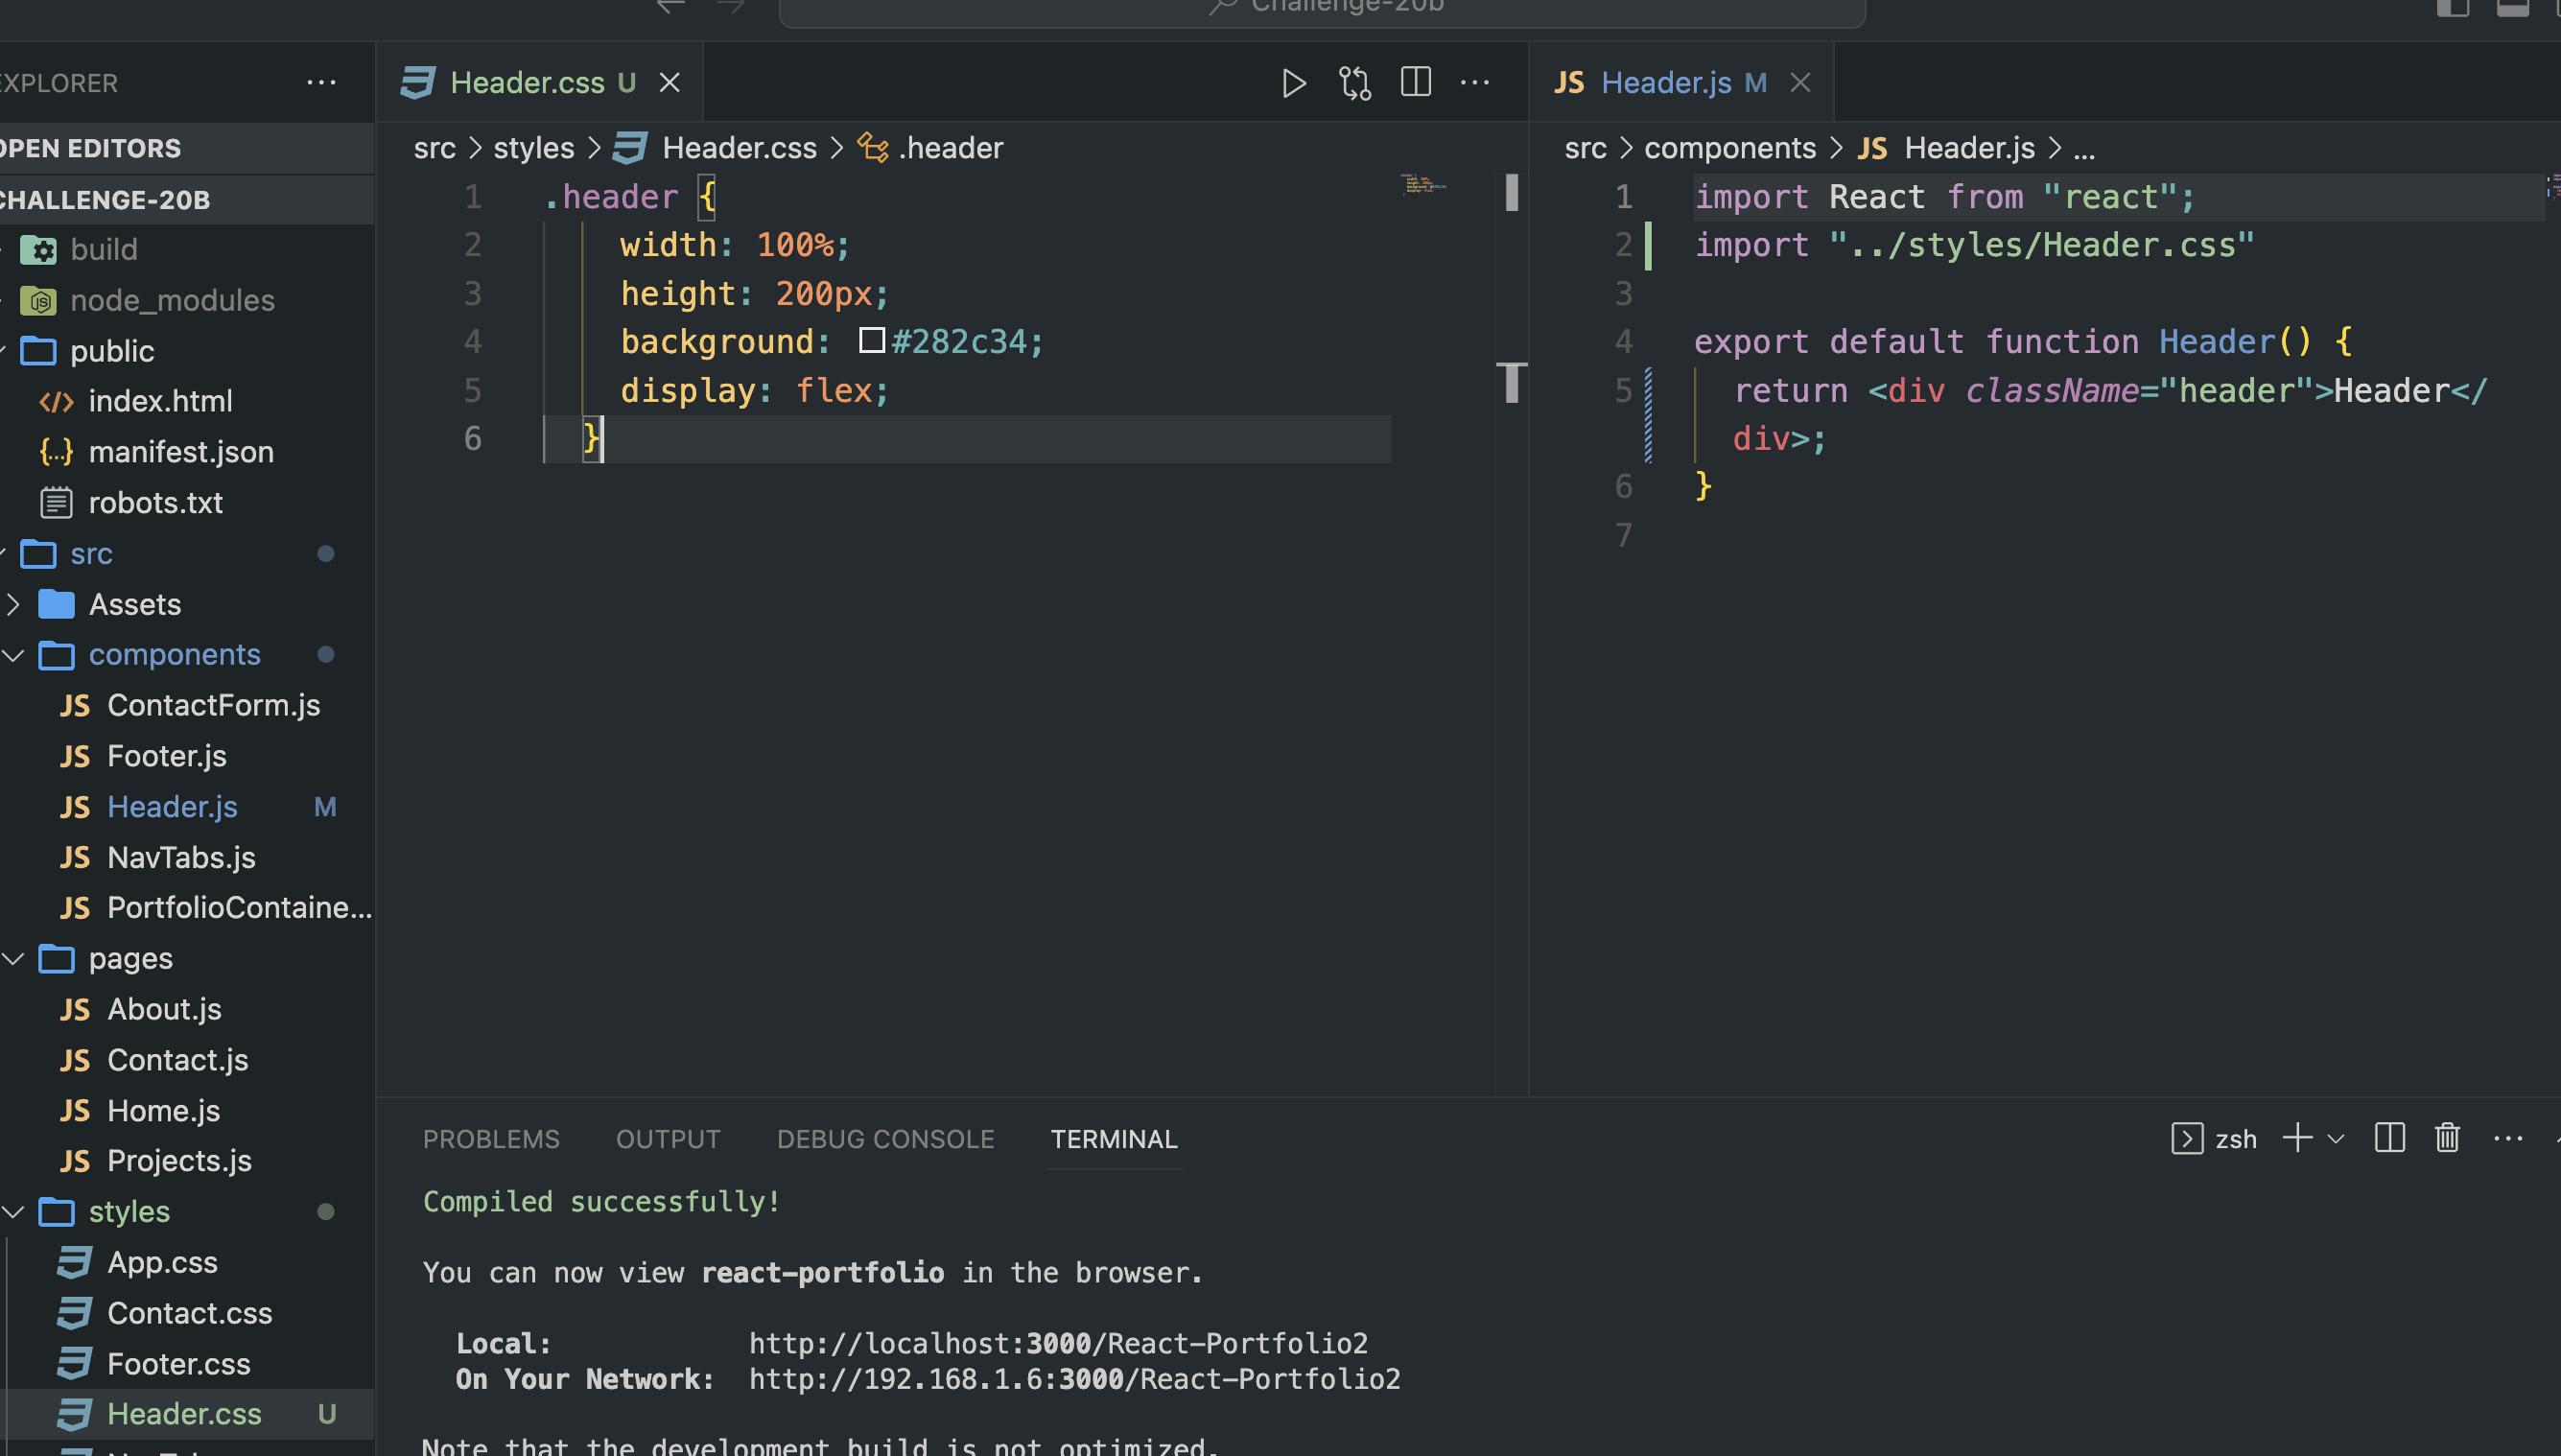 Challenge-20b
EXPLORER
OPEN EDITORS
CHALLENGE-20B
build
node_modules
public
index.html
manifest.json
robots.txt
src
Assets
components
JS ContactForm.js
JS Footer.js
JS Header.js M
JS NavTabs.js
JS PortfolioContaine...
pages
JS About.js
JS Contact.js
JS Home.js
JS Projects.js
styles
App.css
Contact.css
Footer.css
Header.css U
Header.css U
src > styles > Header.css > .header
1 .header {
2 width: 100%;
3 height: 200px;
4 background: #282c34;
5 display: flex;
6 }
JS Header.js M
src > components > JS Header.js > ...
1 import React from "react";
2 import "../styles/Header.css"
3
4 export default function Header() {
5 return <div className="header">Header</
div>;
6 }
7
PROBLEMS OUTPUT DEBUG CONSOLE TERMINAL
zsh
Compiled successfully!
You can now view react-portfolio in the browser.
Local: http://localhost:3000/React-Portfolio2
On Your Network: http://192.168.1.6:3000/React-Portfolio2
Note that the development build is not optimized.